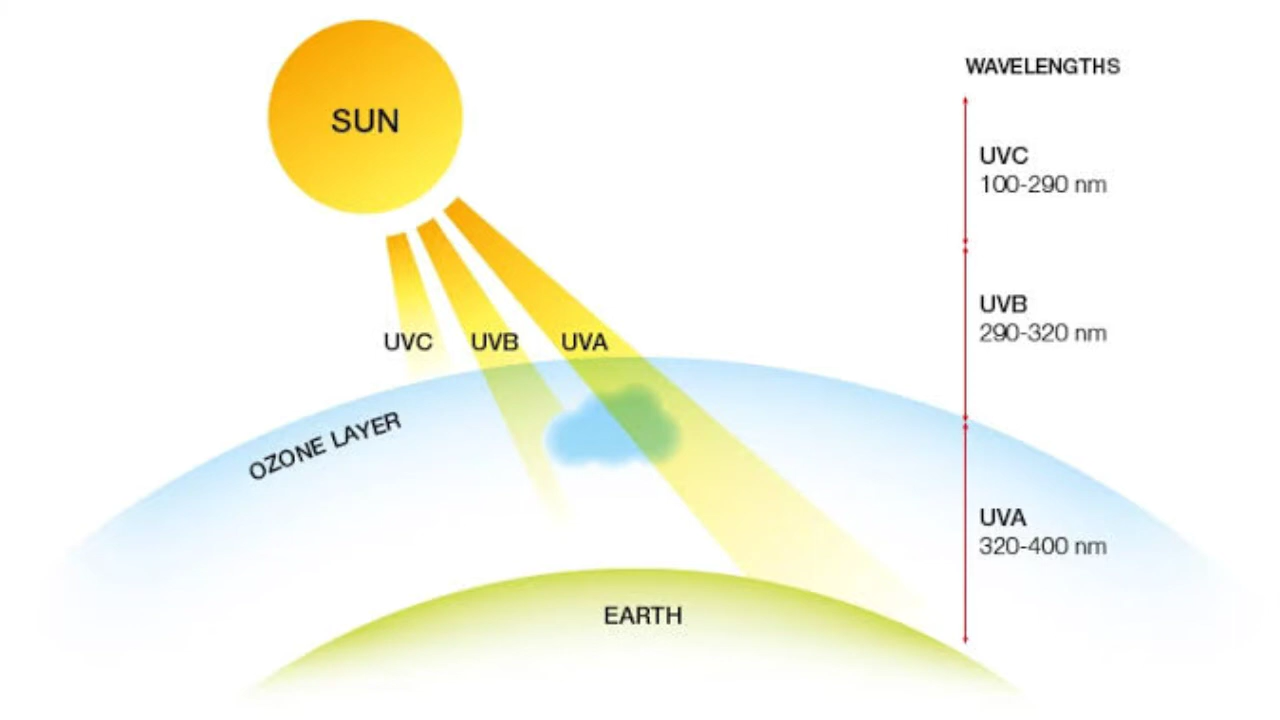 SUN
WAVELENGTHS
UVC
100-290 nm
UVB
290-320 nm
UVC UVB UVA
OZONE LAYER
UVA
320-400 nm
EARTH